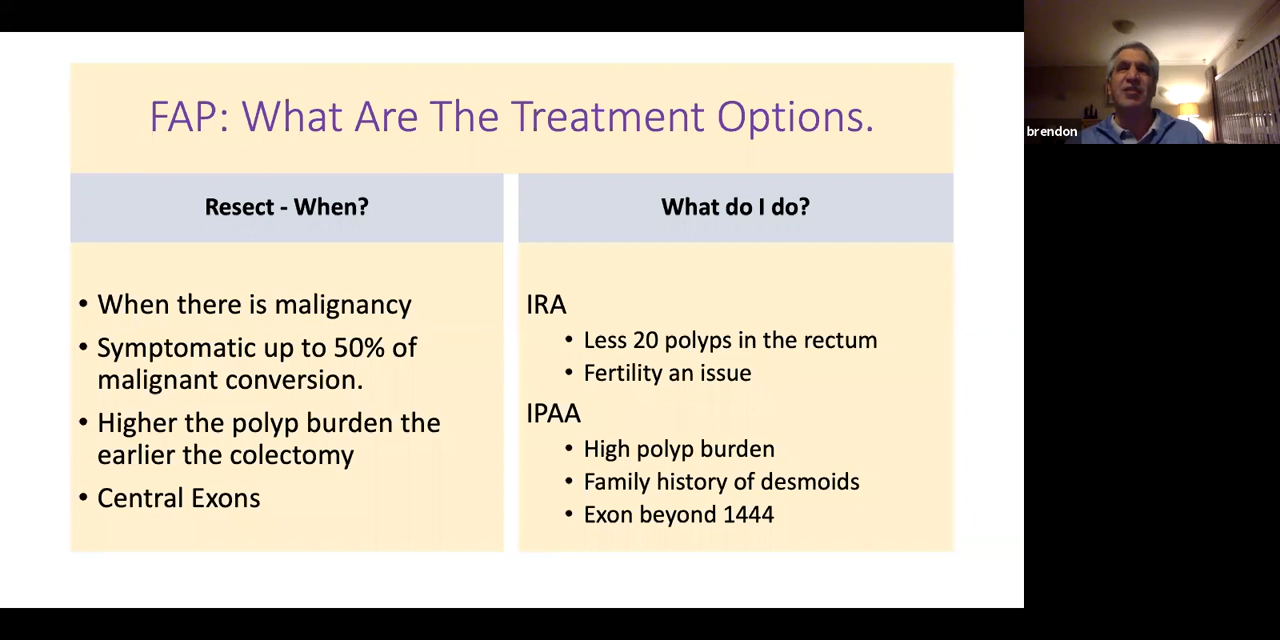 FAP: What Are The Treatment Options.
Resect - When?
• When there is malignancy
• Symptomatic up to 50% of
malignant conversion.
• Higher the polyp burden the
earlier the colectomy
• Central Exons
What do I do?
IRA
• Less 20 polyps in the rectum
• Fertility an issue
IPAA
• High polyp burden
• Family history of desmoids
• Exon beyond 1444
brendon